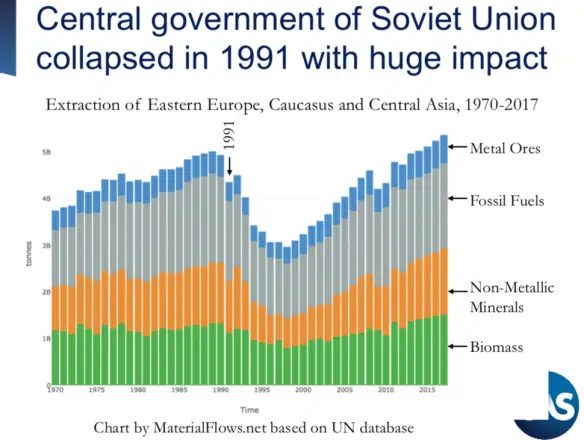 Central government of Soviet Union
collapsed in 1991 with huge impact
Extraction of Eastern Europe, Caucasus and Central Asia, 1970-2017
1991
5B
4B
3B
2B
1B
0
tonnes
1970
1975
1980
1985
1990
1995
2000
2005
2010
2015
Time
Metal Ores
Fossil Fuels
Non-Metallic
Minerals
Biomass
Chart by MaterialFlows.net based on UN database